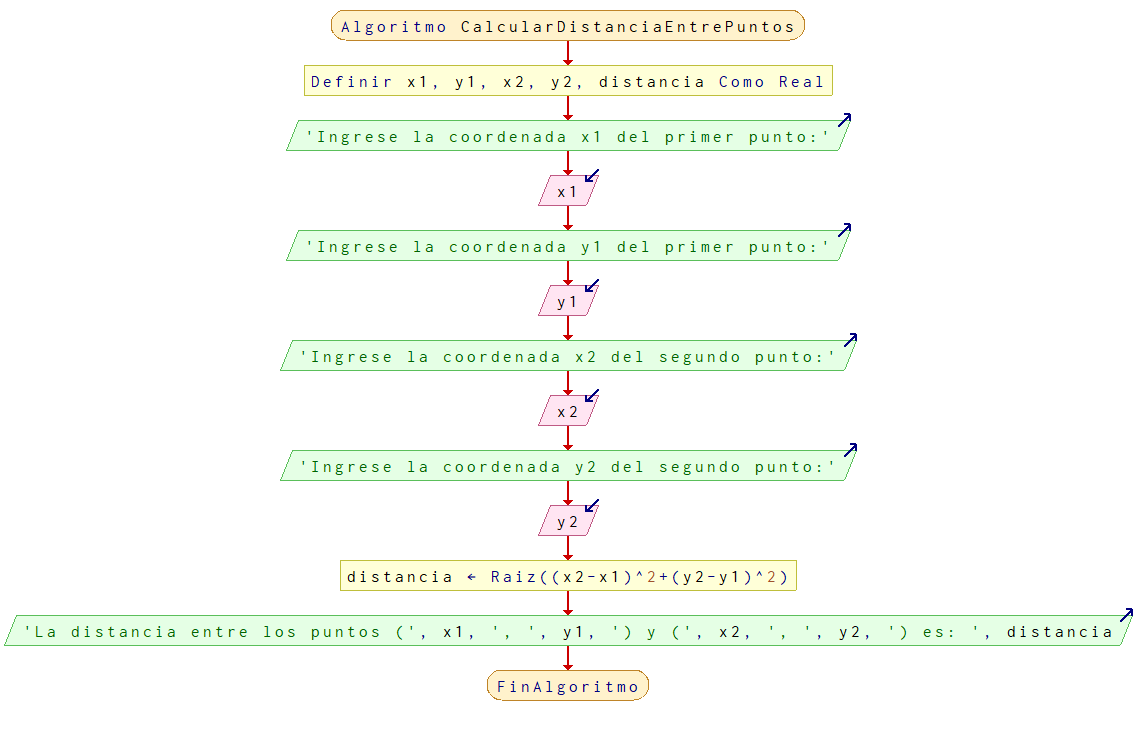 Algoritmo CalcularDistanciaEntrePuntos
Definir x1, y1, x2, y2, distancia Como Real
'Ingrese la coordenada x1 del primer punto:'
x1
'Ingrese la coordenada y1 del primer punto:'
y1
'Ingrese la coordenada x2 del segundo punto:'
x2
'Ingrese la coordenada y2 del segundo punto:'
y2
distancia ← Raiz((x2-x1)^2+(y2-y1)^2)
'La distancia entre los puntos (', x1, ', ', y1, ') y (', x2, ', ', y2, ') es: ', distancia
FinAlgoritmo